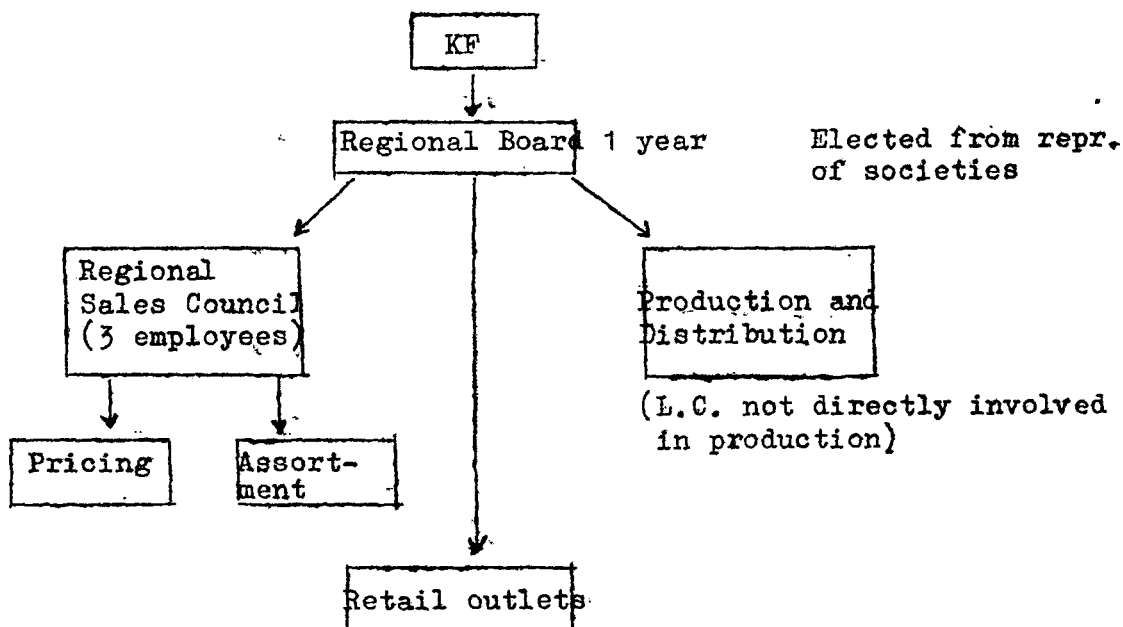 KF
Regional Board 1 year
Elected from repr.
of societies
Regional
Sales Council
(3 employees)
Production and
Distribution
(L.C. not directly involved
in production)
Pricing
Assort-
ment
Retail outlets